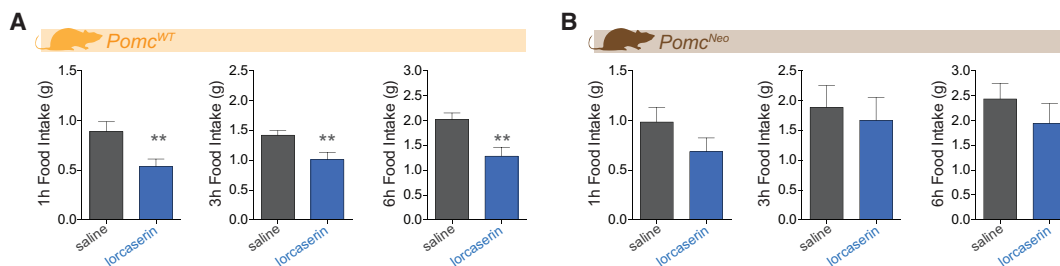 A
Pomc^WT
1h Food Intake (g)
1.5
1.0
0.5
0.0
**
saline
lorcaserin
3h Food Intake (g)
2.5
2.0
1.5
1.0
0.5
0.0
**
saline
lorcaserin
6h Food Intake (g)
3.0
2.5
2.0
1.5
1.0
0.5
0.0
**
saline
lorcaserin
B
Pomc^Neo
1h Food Intake (g)
1.5
1.0
0.5
0.0
saline
lorcaserin
3h Food Intake (g)
2.5
2.0
1.5
1.0
0.5
0.0
saline
lorcaserin
6h Food Intake (g)
3.0
2.5
2.0
1.5
1.0
0.5
0.0
saline
lorcaserin